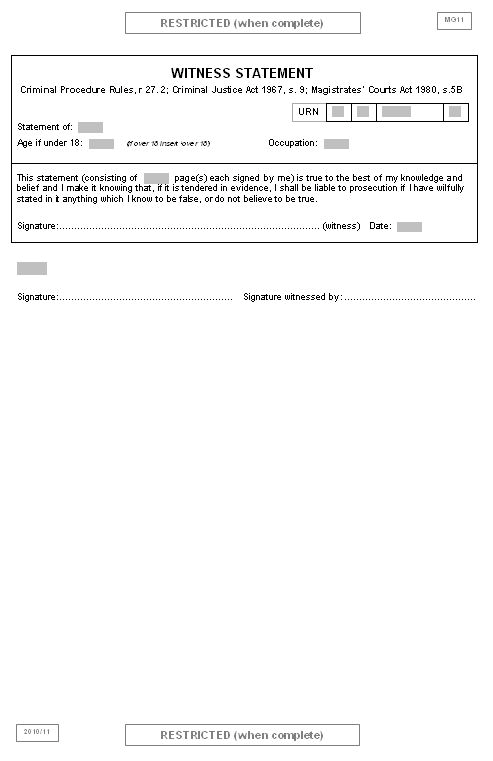 RESTRICTED (when complete)
MG11
WITNESS STATEMENT
Criminal Procedure Rules, r 27.2; Criminal Justice Act 1967, s. 9; Magistrates' Courts Act 1980, s.5B
URN
Statement of:
Age if under 18: (if over 18 insert 'over 18') Occupation:
This statement (consisting of page(s) each signed by me) is true to the best of my knowledge and
belief and I make it knowing that, if it is tendered in evidence, I shall be liable to prosecution if I have wilfully
stated in it anything which I know to be false, or do not believe to be true.
Signature:....................................................................................... (witness) Date:
Signature:.......................................................... Signature witnessed by:............................................
2010/11
RESTRICTED (when complete)